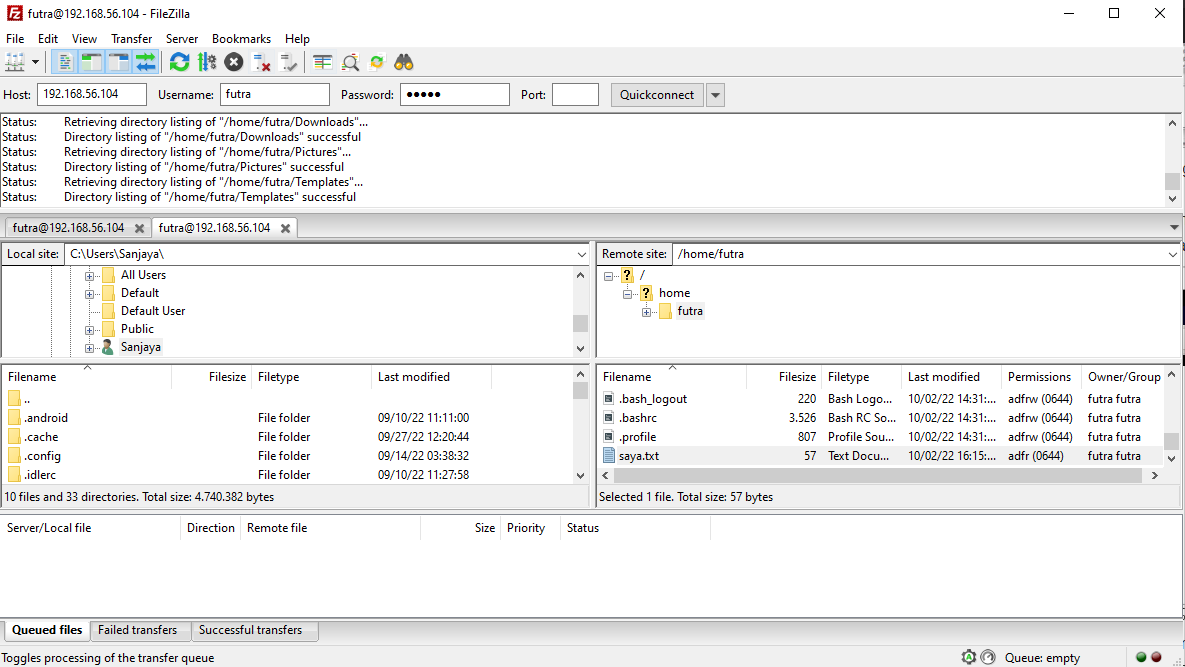 futra@192.168.56.104 - FileZilla
File Edit View Transfer Server Bookmarks Help
Host: 192.168.56.104 Username: futra Password: ●●●●● Port: Quickconnect
Status: Retrieving directory listing of "/home/futra/Downloads"...
Status: Directory listing of "/home/futra/Downloads" successful
Status: Retrieving directory listing of "/home/futra/Pictures"...
Status: Directory listing of "/home/futra/Pictures" successful
Status: Retrieving directory listing of "/home/futra/Templates"...
Status: Directory listing of "/home/futra/Templates" successful
futra@192.168.56.104 futra@192.168.56.104
Local site: C:\Users\Sanjaya\
All Users
Default
Default User
Public
Sanjaya
Filename Filesize Filetype Last modified
..
.android File folder 09/10/22 11:11:00
.cache File folder 09/27/22 12:20:44
.config File folder 09/14/22 03:38:32
.idlerc File folder 09/10/22 11:27:58
10 files and 33 directories. Total size: 4.740.382 bytes
Remote site: /home/futra
? /
? home
futra
Filename Filesize Filetype Last modified Permissions Owner/Group
.bash_logout 220 Bash Logo... 10/02/22 14:31:... adfrw (0644) futra futra
.bashrc 3.526 Bash RC So... 10/02/22 14:31:... adfrw (0644) futra futra
.profile 807 Profile Sou... 10/02/22 14:31:... adfrw (0644) futra futra
saya.txt 57 Text Docu... 10/02/22 16:15:... adfr (0644) futra futra
Selected 1 file. Total size: 57 bytes
Server/Local file Direction Remote file Size Priority Status
Queued files Failed transfers Successful transfers
Toggles processing of the transfer queue Queue: empty